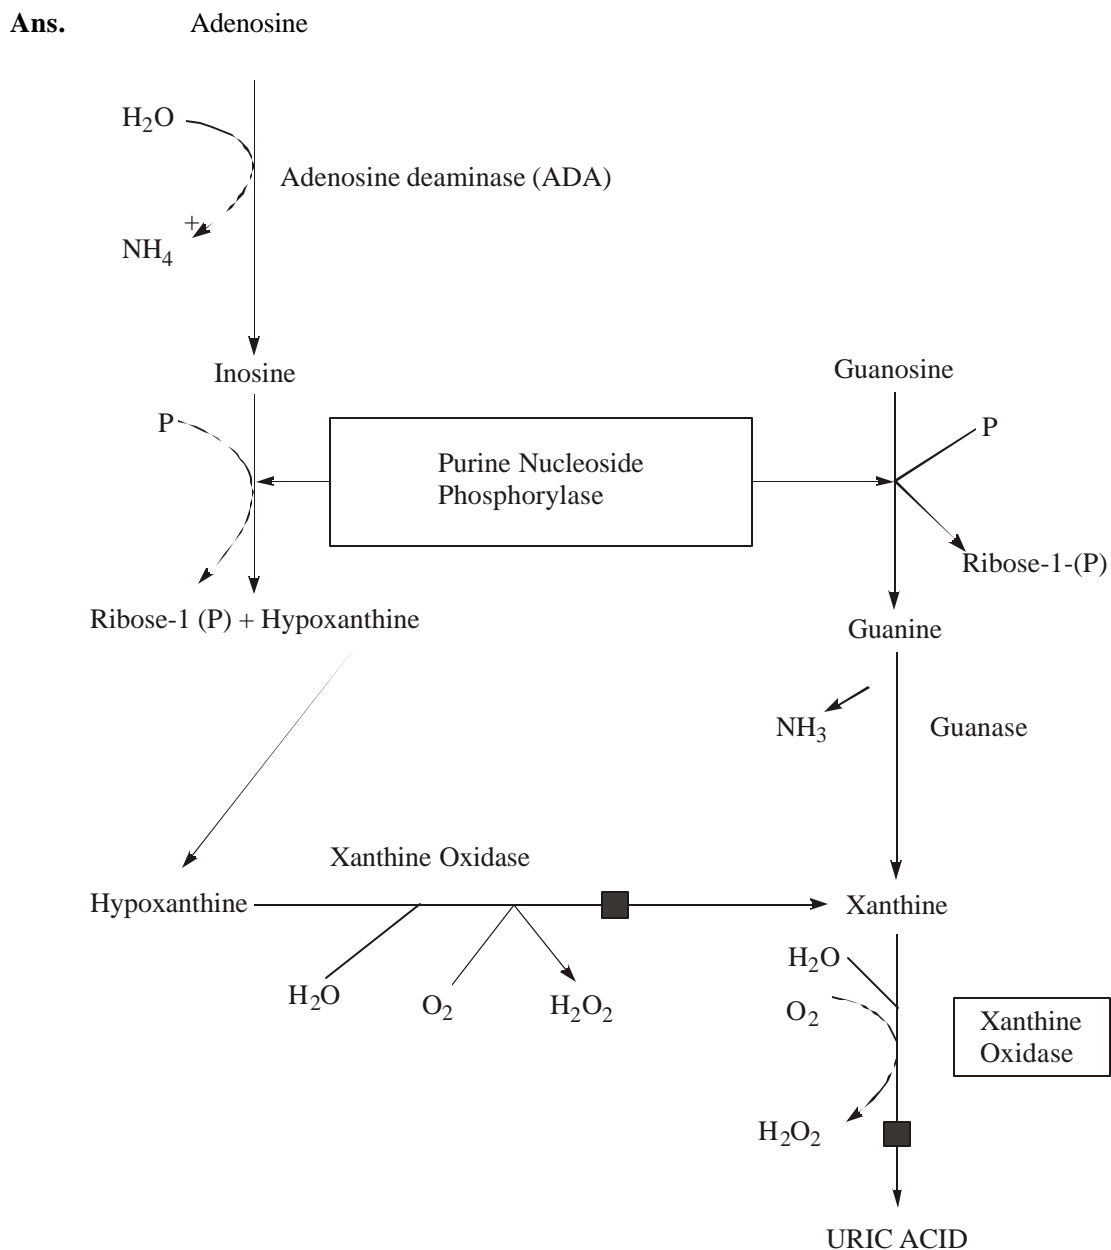 Ans. Adenosine
H2O
Adenosine deaminase (ADA)
+
NH4
Inosine
Guanosine
P
P
Purine Nucleoside
Phosphorylase
Ribose-1-(P)
Ribose-1 (P) + Hypoxanthine
Guanine
NH3
Guanase
Xanthine Oxidase
Hypoxanthine
Xanthine
H2O
H2O
O2
H2O2
O2
Xanthine
Oxidase
H2O2
URIC ACID